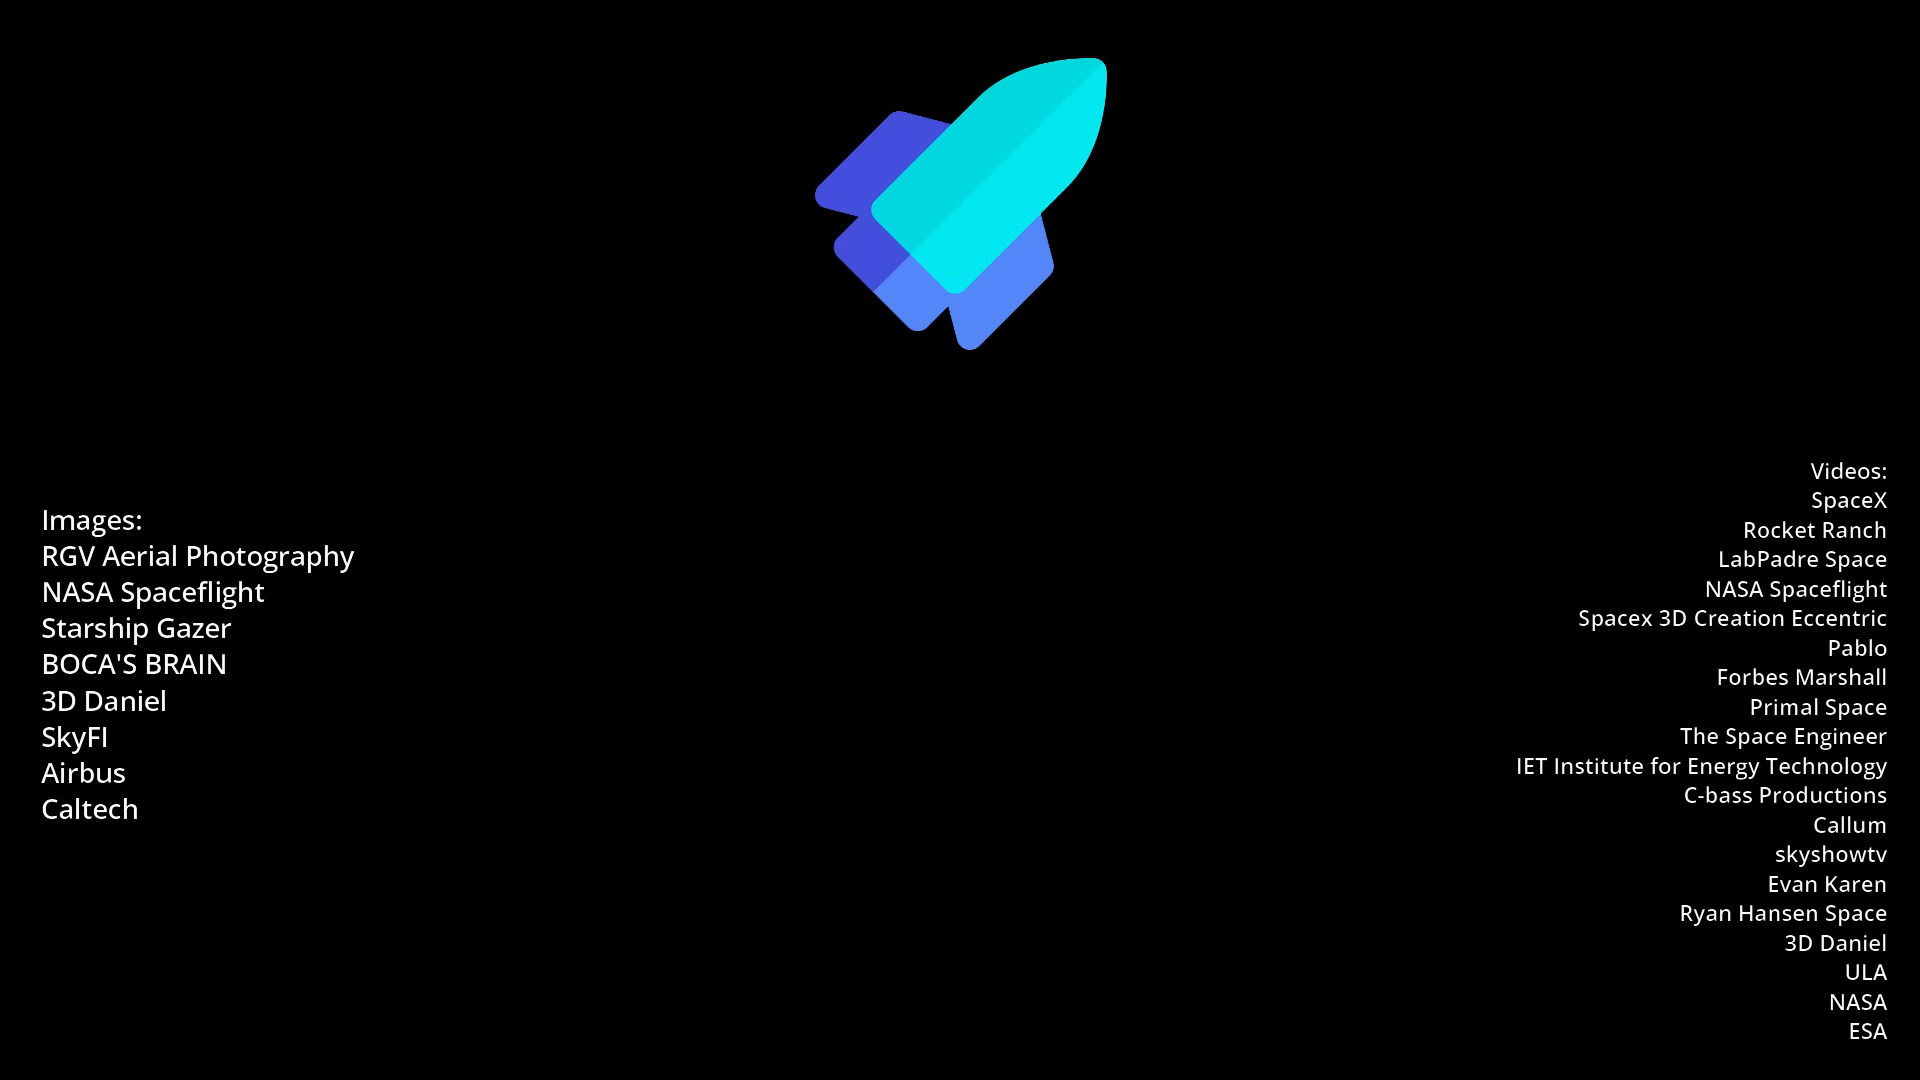 Images:
RGV Aerial Photography
NASA Spaceflight
Starship Gazer
BOCA'S BRAIN
3D Daniel
SkyFI
Airbus
Caltech
Videos:
SpaceX
Rocket Ranch
LabPadre Space
NASA Spaceflight
Spacex 3D Creation Eccentric
Pablo
Forbes Marshall
Primal Space
The Space Engineer
IET Institute for Energy Technology
C-bass Productions
Callum
skyshowtv
Evan Karen
Ryan Hansen Space
3D Daniel
ULA
NASA
ESA